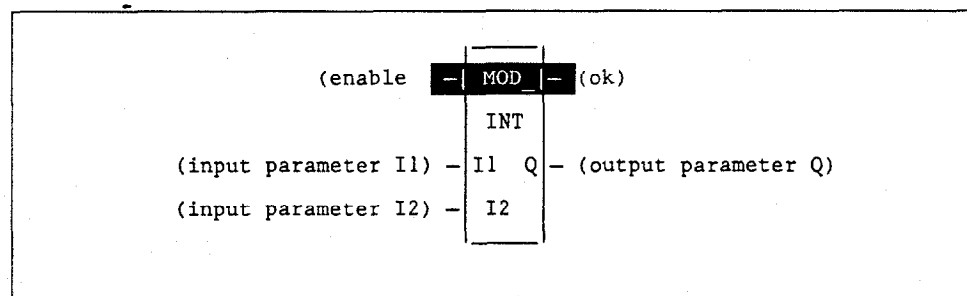 (enable -| MOD_ |- (ok)
INT
(input parameter I1) - I1 Q - (output parameter Q)
(input parameter I2) - I2